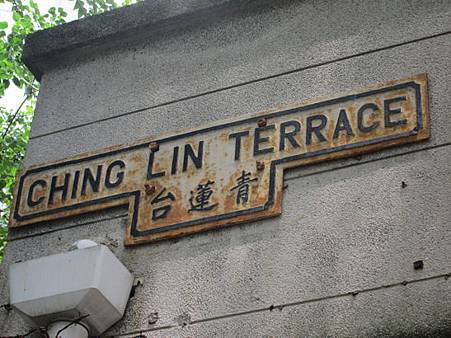 CHING LIN TERRACE
青蓮台